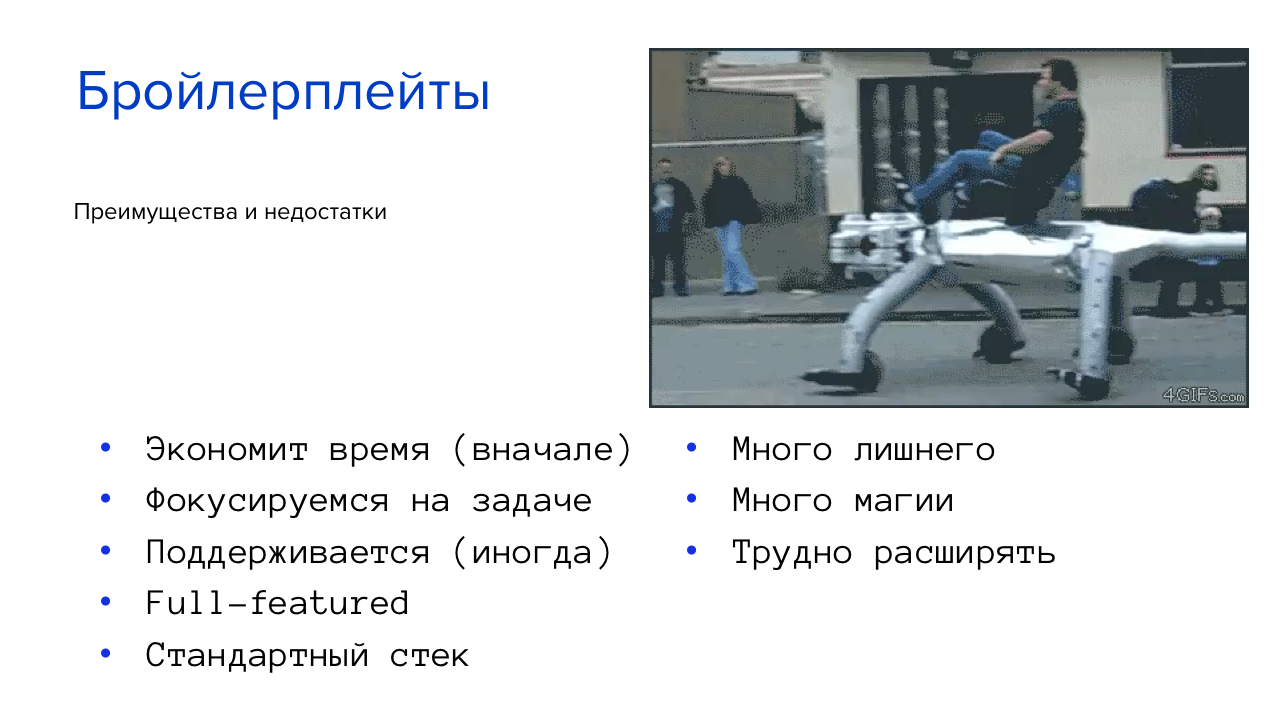 Бройлерплейты
Преимущества и недостатки
4GIFs.com
• Экономит время (вначале)
• Фокусируемся на задаче
• Поддерживается (иногда)
• Full-featured
• Стандартный стек
• Много лишнего
• Много магии
• Трудно расширять